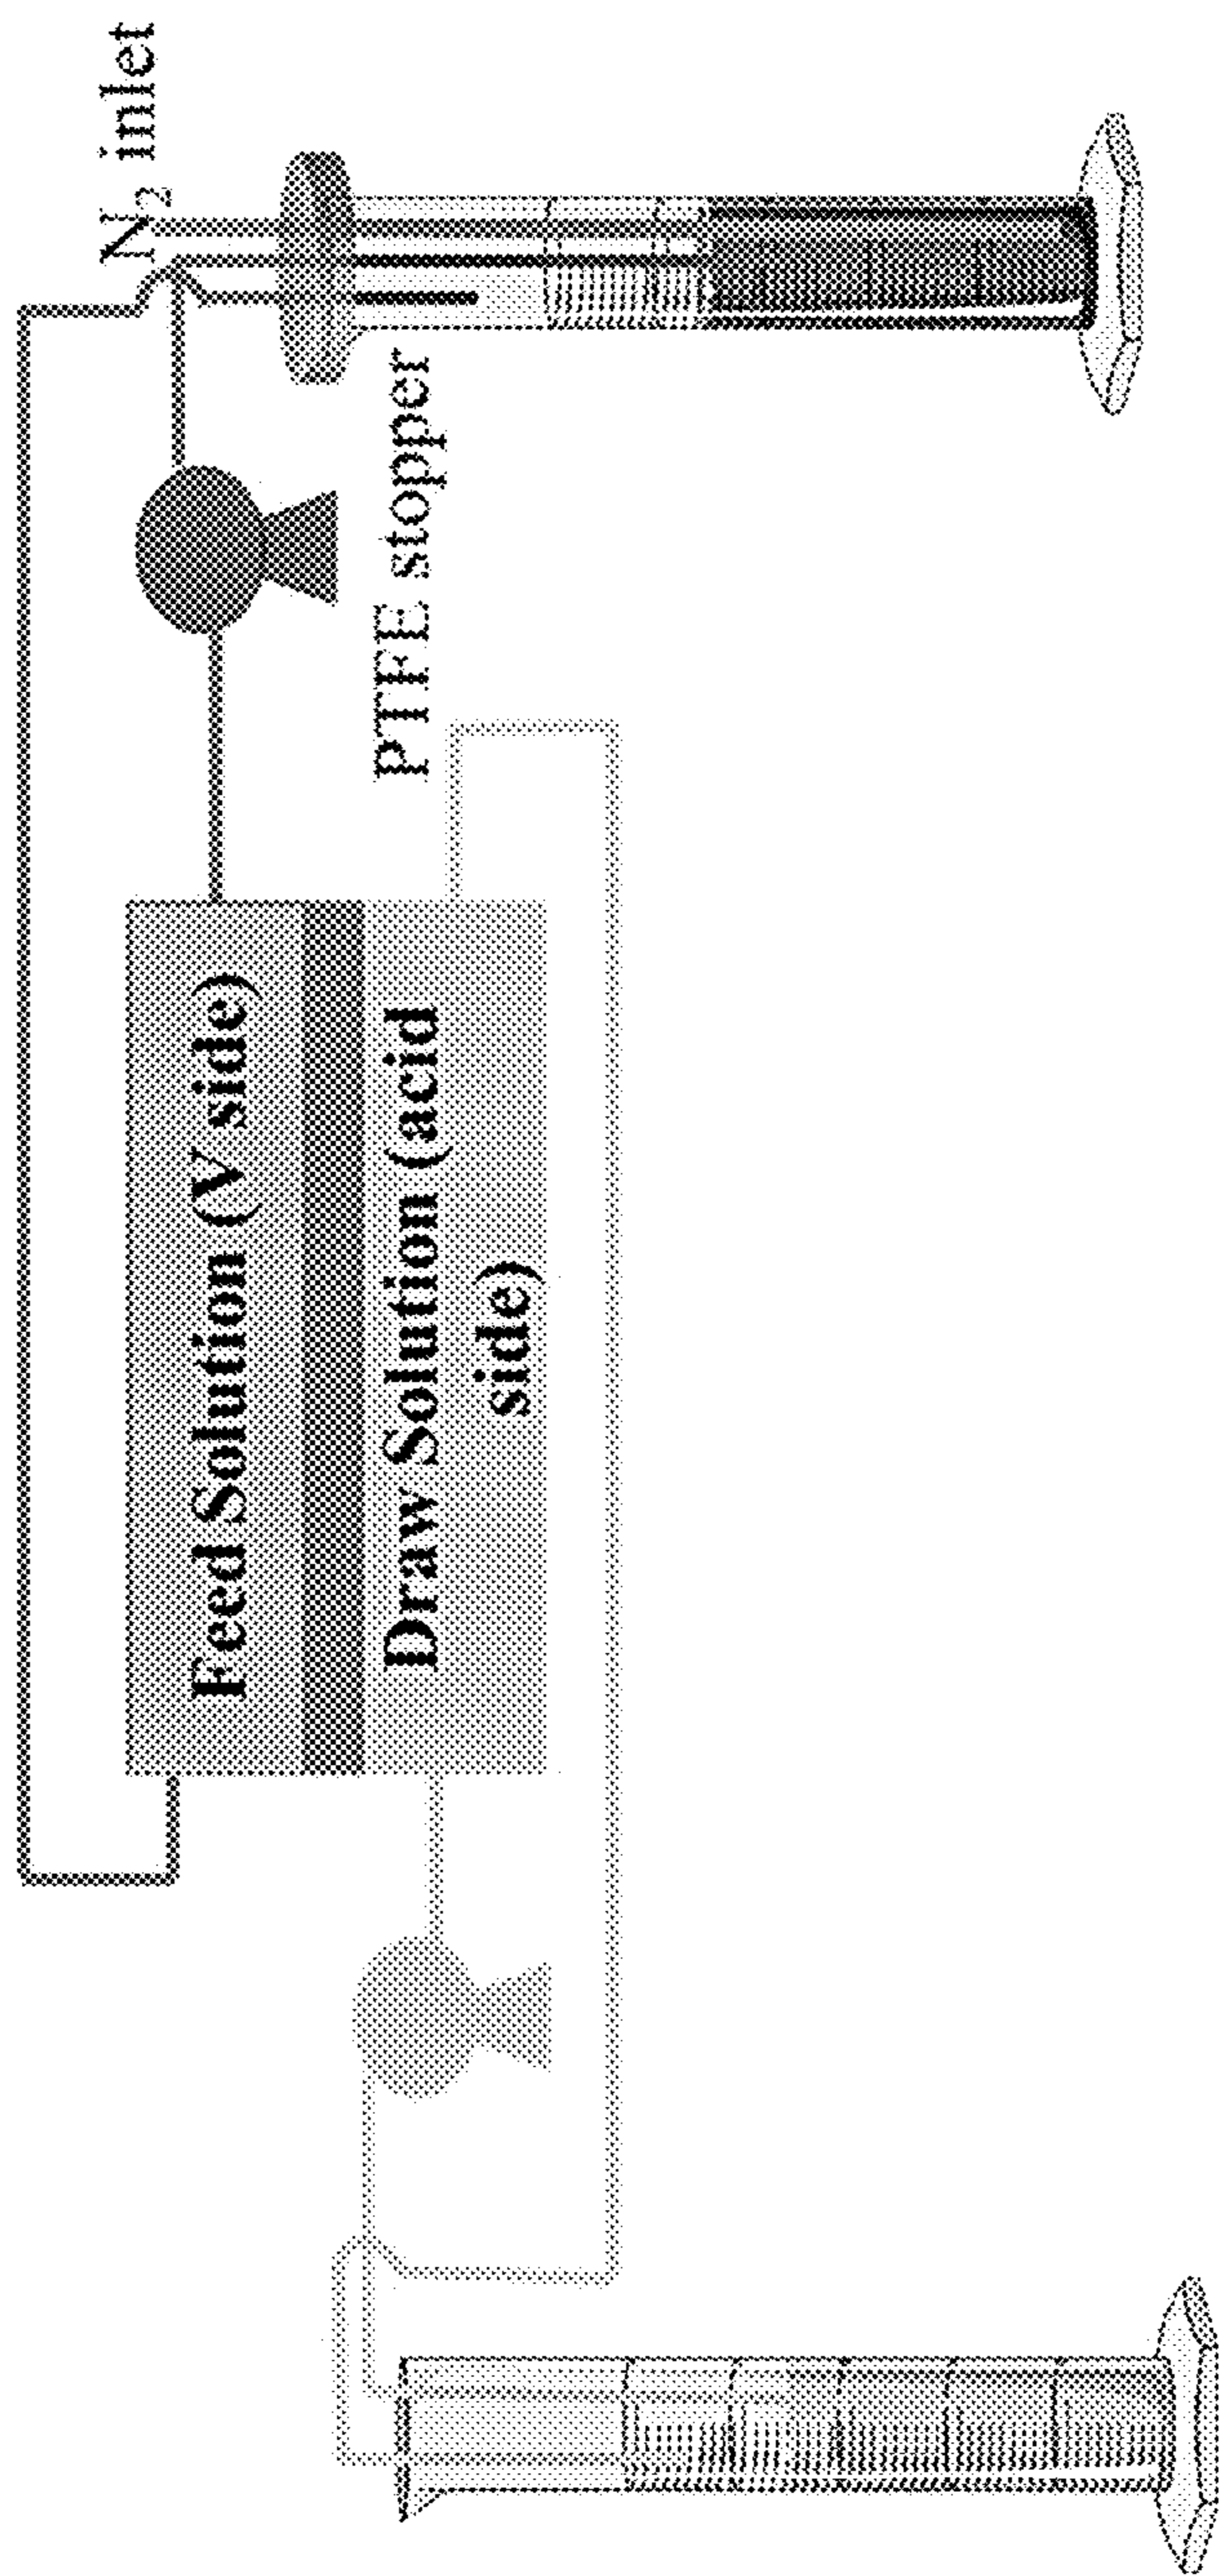 N₂ inlet
PTFE stopper
Feed Solution (V side)
Draw Solution (acid
side)